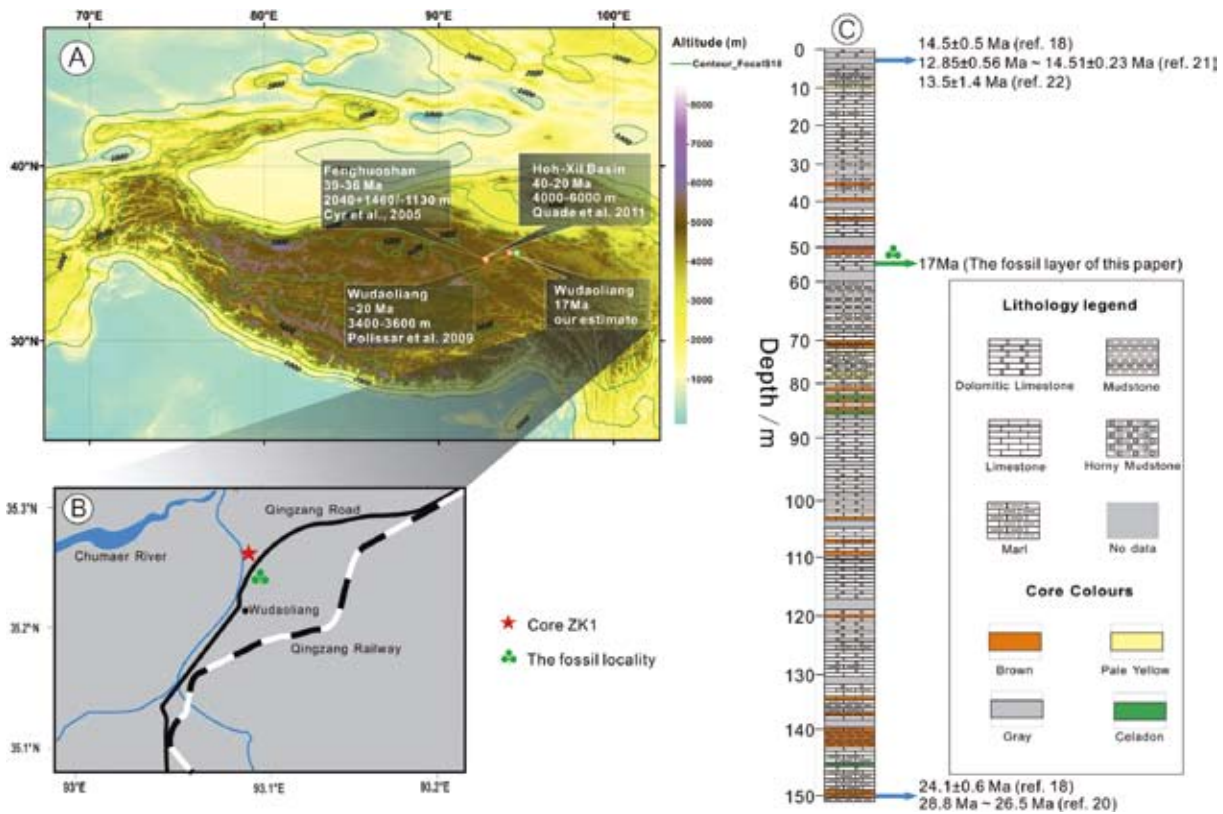 70°E
80°E
90°E
100°E
A
40°N
30°N
Altitude (m)
Contour_FocalS10
8000
7000
6000
5000
4000
3000
2000
1000
Fenghuoshan
39-36 Ma
2040+1460/-1130 m
Cyr et al., 2005
Hoh-Xil Basin
40-20 Ma
4000-6000 m
Quade et al. 2011
Wudaoliang
~20 Ma
3400-3600 m
Polissar et al. 2009
Wudaoliang
17Ma
our estimate
B
35.3°N
35.2°N
35.1°N
93°E
93.1°E
93.2°E
Qingzang Road
Chumaer River
Wudaoliang
Qingzang Railway
Core ZK1
The fossil locality
C
Depth / m
0
10
20
30
40
50
60
70
80
90
100
110
120
130
140
150
14.5±0.5 Ma (ref. 18)
12.85±0.56 Ma ~ 14.51±0.23 Ma (ref. 21)
13.5±1.4 Ma (ref. 22)
17Ma (The fossil layer of this paper)
24.1±0.6 Ma (ref. 18)
28.8 Ma ~ 26.5 Ma (ref. 20)
Lithology legend
Dolomitic Limestone
Mudstone
Limestone
Horny Mudstone
Marl
No data
Core Colours
Brown
Pale Yellow
Gray
Celadon